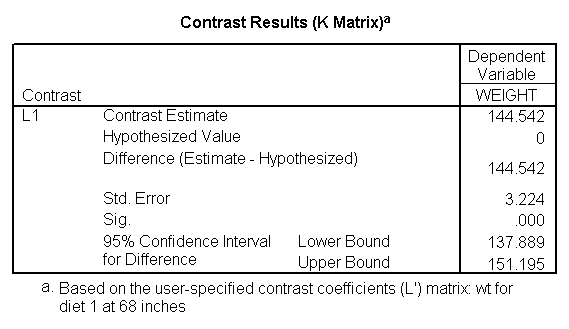 Contrast Results (K Matrix)a
Dependent
Variable
Contrast WEIGHT
L1 Contrast Estimate 144.542
Hypothesized Value 0
Difference (Estimate - Hypothesized) 144.542
Std. Error 3.224
Sig. .000
95% Confidence Interval Lower Bound 137.889
for Difference Upper Bound 151.195
a. Based on the user-specified contrast coefficients (L') matrix: wt for
diet 1 at 68 inches